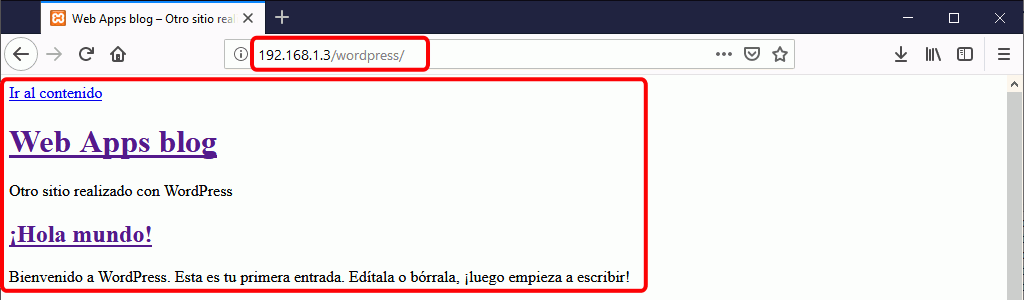 Web Apps blog – Otro sitio real
192.168.1.3/wordpress/
Ir al contenido
Web Apps blog
Otro sitio realizado con WordPress
¡Hola mundo!
Bienvenido a WordPress. Esta es tu primera entrada. Edítala o bórrala, ¡luego empieza a escribir!